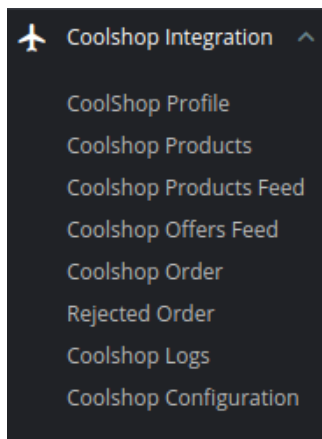 Coolshop Integration
CoolShop Profile
Coolshop Products
Coolshop Products Feed
Coolshop Offers Feed
Coolshop Order
Rejected Order
Coolshop Logs
Coolshop Configuration